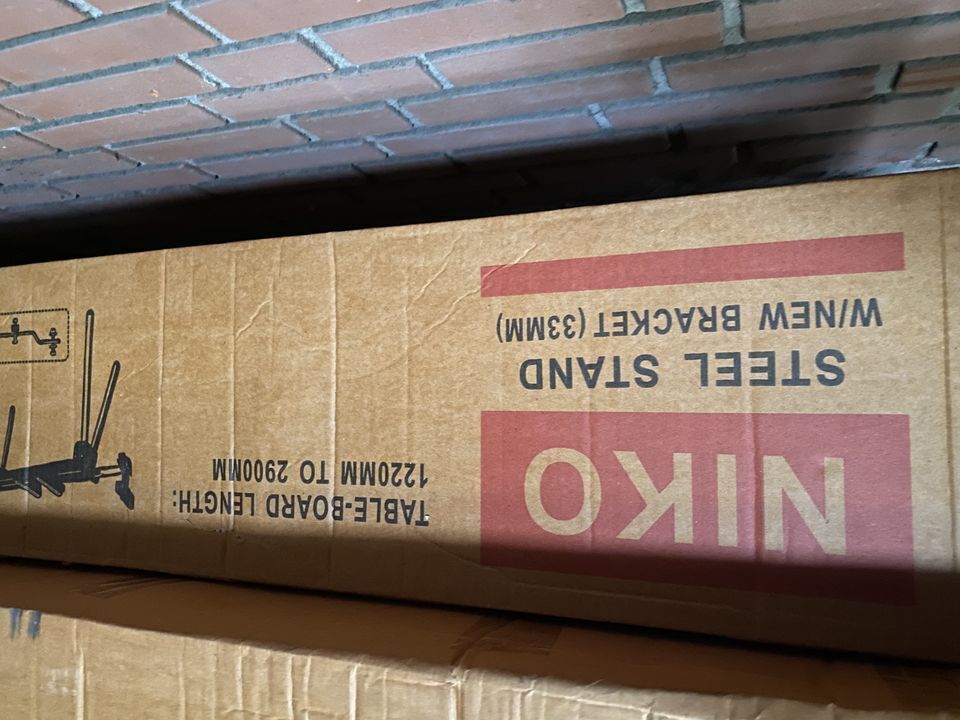 NIKO
STEEL STAND
W/NEW BRACKET (33MM)
TABLE-BOARD LENGTH:
1220MM TO 2900MM